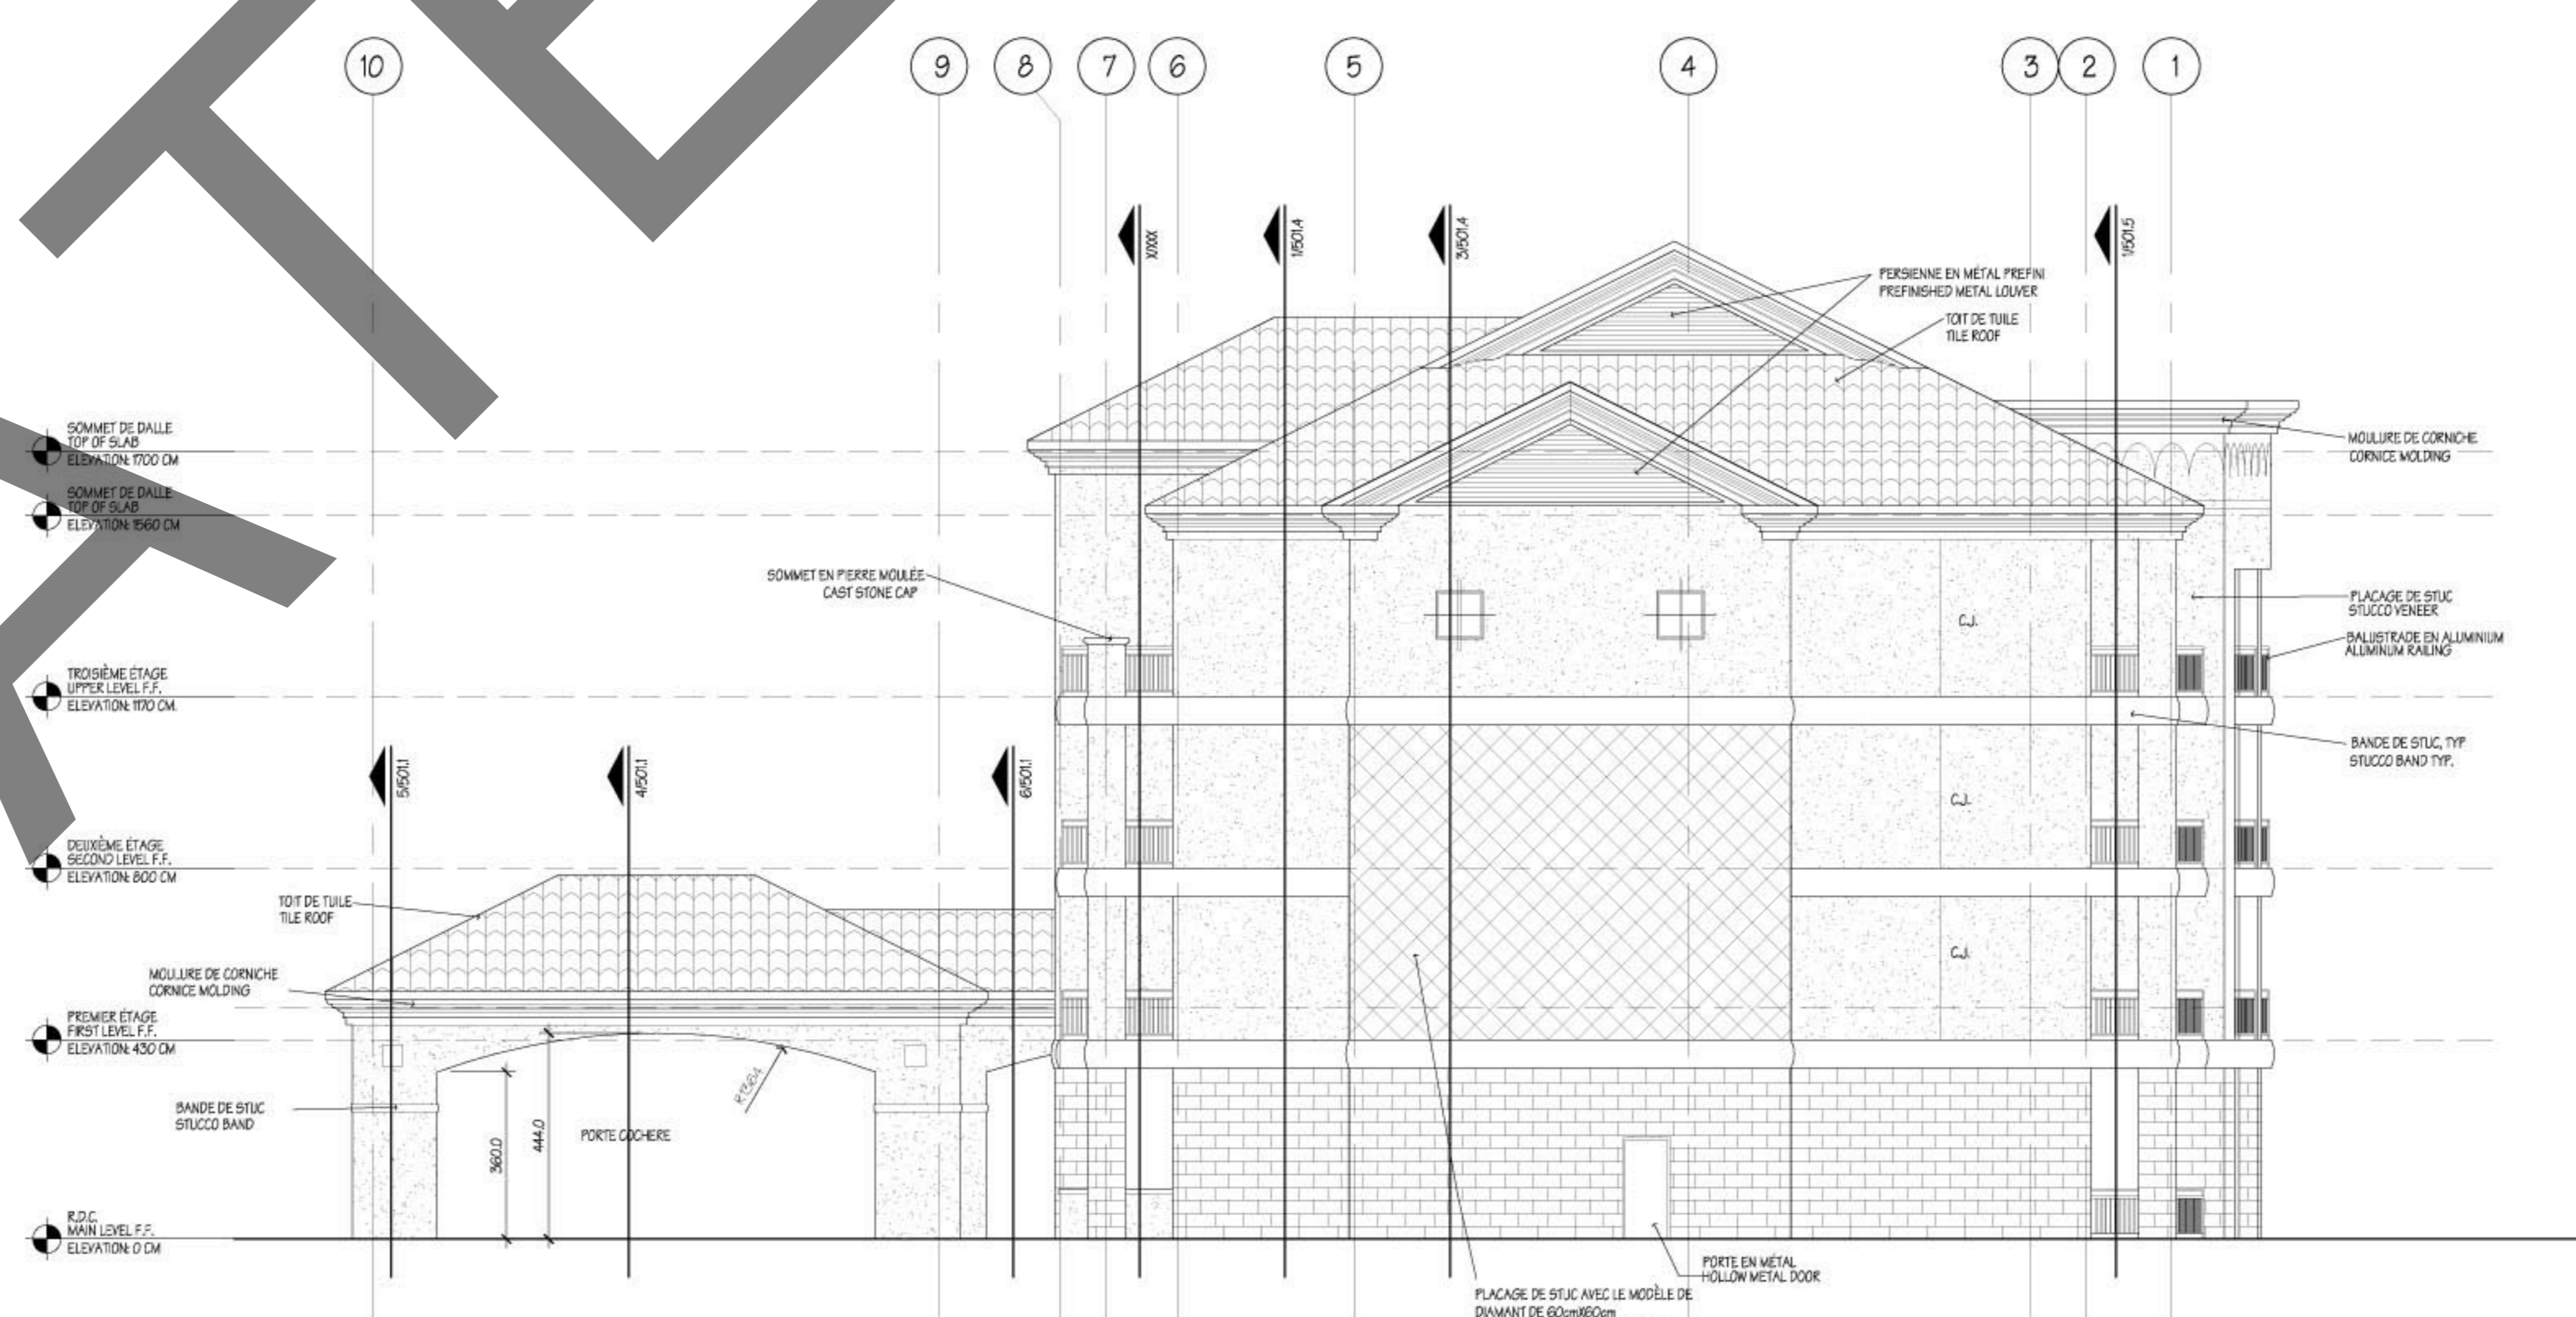 10
9
8
7
6
5
4
3
2
1
X/XXX
1/501.4
3/501.4
1/501.5
PERSIENNE EN MÉTAL PREFINI
PREFINISHED METAL LOUVER
TOIT DE TUILE
TILE ROOF
SOMMET DE DALLE
TOP OF SLAB
ELEVATION: 1700 CM
MOULURE DE CORNICHE
CORNICE MOLDING
SOMMET DE DALLE
TOP OF SLAB
ELEVATION: 1560 CM
SOMMET EN PIERRE MOULÉE
CAST STONE CAP
PLACAGE DE STUC
STUCCO VENEER
C.J.
BALUSTRADE EN ALUMINIUM
ALUMINUM RAILING
TROISIÈME ÉTAGE
UPPER LEVEL F.F.
ELEVATION: 1170 CM.
BANDE DE STUC, TYP
STUCCO BAND TYP.
5/501.1
4/501.1
6/501.1
C.J.
DEUXIÈME ÉTAGE
SECOND LEVEL F.F.
ELEVATION: 800 CM
TOIT DE TUILE
TILE ROOF
C.J.
MOULURE DE CORNICHE
CORNICE MOLDING
PREMIER ÉTAGE
FIRST LEVEL F.F.
ELEVATION: 430 CM
BANDE DE STUC
STUCCO BAND
360.0
444.0
PORTE COCHERE
R.D.C.
MAIN LEVEL F.F.
ELEVATION: 0 CM
PORTE EN MÉTAL
HOLLOW METAL DOOR
PLACAGE DE STUC AVEC LE MODÈLE DE
DIAMANT DE 60cmX60cm